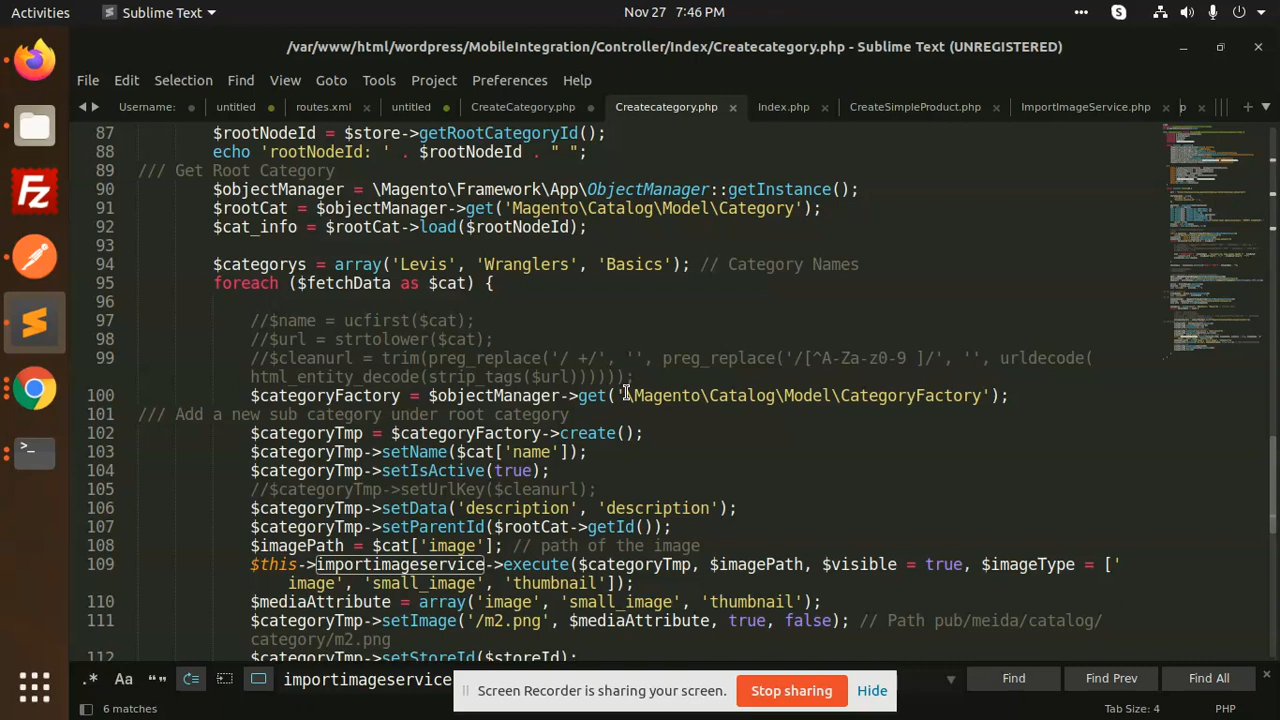 Activities
Sublime Text
Nov 27 7:46 PM
/var/www/html/wordpress/MobileIntegration/Controller/Index/Createcategory.php - Sublime Text (UNREGISTERED)
File Edit Selection Find View Goto Tools Project Preferences Help
Username: untitled routes.xml untitled CreateCategory.php Createcategory.php Index.php CreateSimpleProduct.php ImportImageService.php p
87 $rootNodeId = $store->getRootCategoryId();
88 echo 'rootNodeId: ' . $rootNodeId . " ";
89 /// Get Root Category
90 $objectManager = \Magento\Framework\App\ObjectManager::getInstance();
91 $rootCat = $objectManager->get('Magento\Catalog\Model\Category');
92 $cat_info = $rootCat->load($rootNodeId);
93
94 $categorys = array('Levis', 'Wranglers', 'Basics'); // Category Names
95 foreach ($fetchData as $cat) {
96
97 //$name = ucfirst($cat);
98 //$url = strtolower($cat);
99 //$cleanurl = trim(preg_replace('/ +/', '', preg_replace('/[^A-Za-z0-9 ]/', '', urldecode(
html_entity_decode(strip_tags($url))))));
100 $categoryFactory = $objectManager->get('\Magento\Catalog\Model\CategoryFactory');
101 /// Add a new sub category under root category
102 $categoryTmp = $categoryFactory->create();
103 $categoryTmp->setName($cat['name']);
104 $categoryTmp->setIsActive(true);
105 //$categoryTmp->setUrlKey($cleanurl);
106 $categoryTmp->setData('description', 'description');
107 $categoryTmp->setParentId($rootCat->getId());
108 $imagePath = $cat['image']; // path of the image
109 $this->importimageservice->execute($categoryTmp, $imagePath, $visible = true, $imageType = ['
image', 'small_image', 'thumbnail']);
110 $mediaAttribute = array('image', 'small_image', 'thumbnail');
111 $categoryTmp->setImage('/m2.png', $mediaAttribute, true, false); // Path pub/meida/catalog/
category/m2.png
112 $categoryTmp->setStoreId($storeId);
.* Aa “” importimageservice Find Find Prev Find All
Screen Recorder is sharing your screen. Stop sharing Hide
6 matches Tab Size: 4 PHP